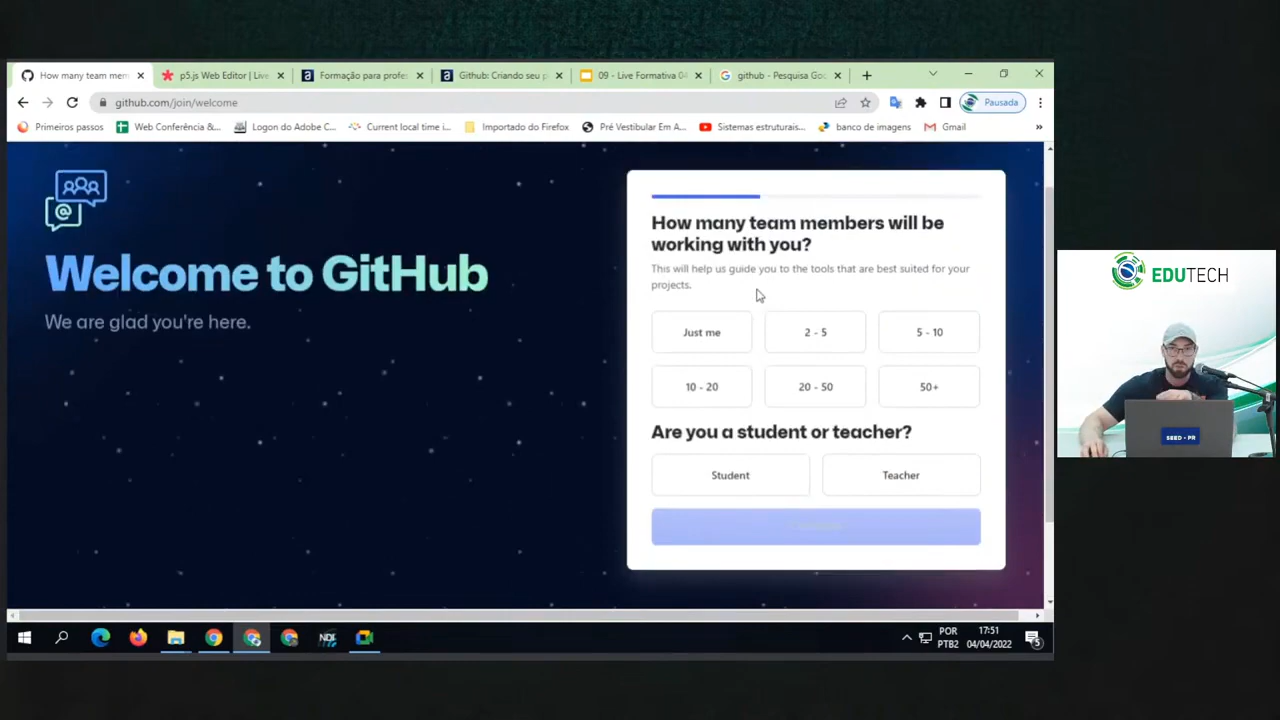 How many team mem
p5.js Web Editor | Live
Formação para profe
Github: Criando seu p
09 - Live Formativa 04
github - Pesquisa Goo
github.com/join/welcome
Pausada
Primeiros passos
Web Conferência &...
Logon do Adobe C...
Current local time i...
Importado do Firefox
Pré Vestibular Em A...
Sistemas estruturais...
banco de imagens
Gmail
»
@
Welcome to GitHub
We are glad you're here.
How many team members will be
working with you?
This will help us guide you to the tools that are best suited for your
projects.
Just me
2 - 5
5 - 10
10 - 20
20 - 50
50+
Are you a student or teacher?
Student
Teacher
EDUTECH
SEED - PR
NDI
POR
PTB2
17:51
04/04/2022
5